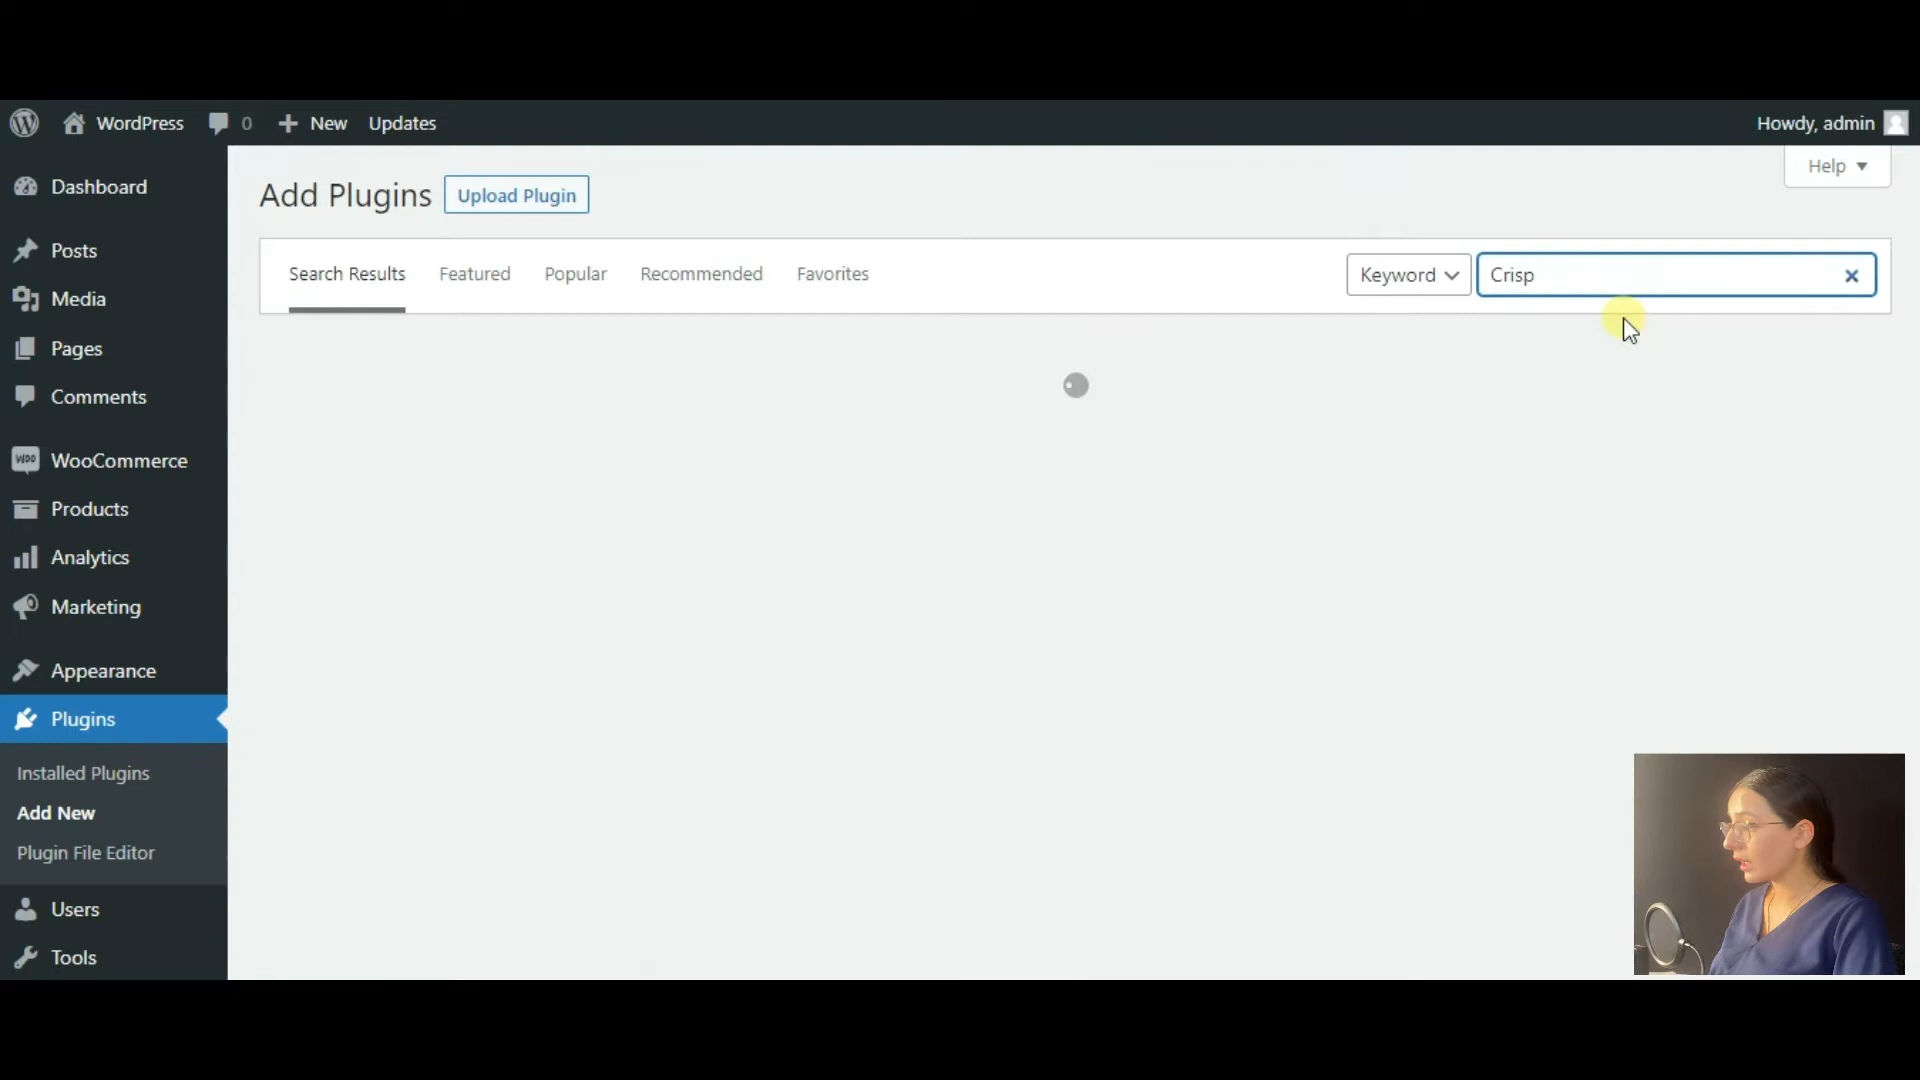 WordPress 0 New Updates Howdy, admin
Help
Dashboard
Posts
Media
Pages
Comments
WOO WooCommerce
Products
Analytics
Marketing
Appearance
Plugins
Installed Plugins
Add New
Plugin File Editor
Users
Tools
Add Plugins Upload Plugin
Search Results Featured Popular Recommended Favorites Keyword Crisp